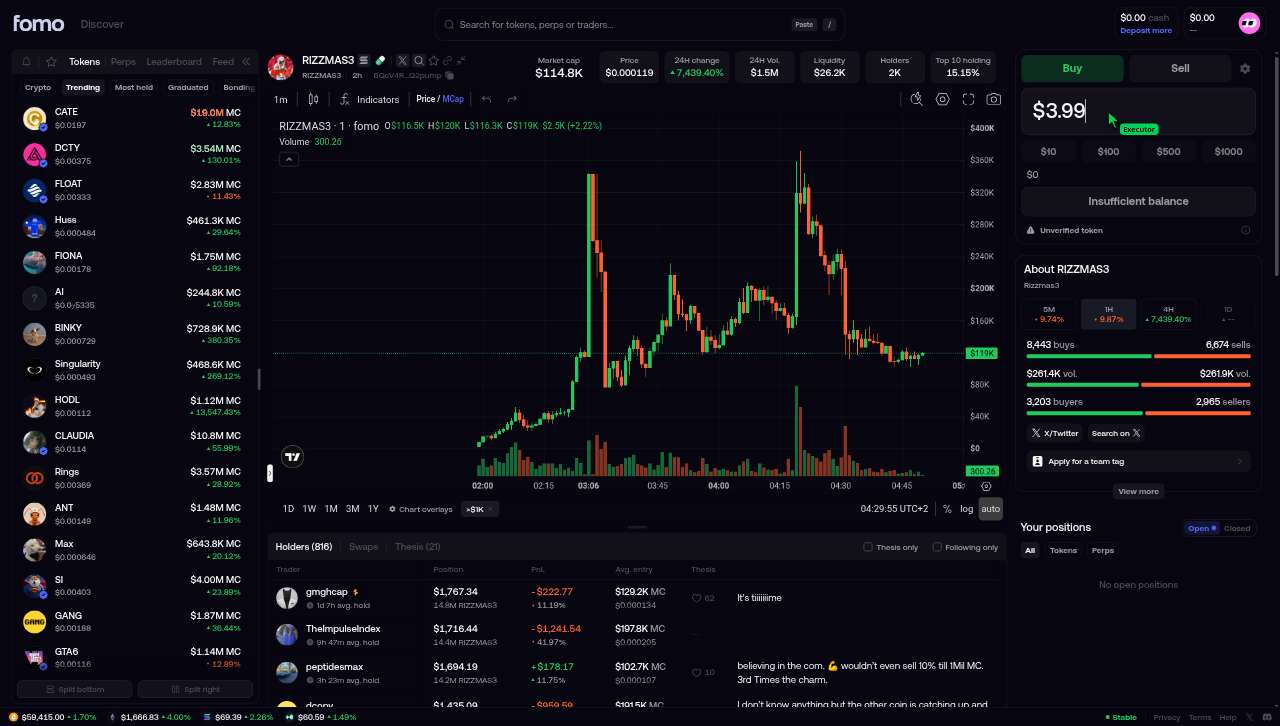 fomo Discover
Search for tokens, perps or traders... Paste /
$0.00 cash
Deposit more
$0.00
—
Tokens Perps Leaderboard Feed
Crypto Trending Most held Graduated Bonding
CATE $19.0M MC
$0.0197 12.83%
DCTY $3.54M MC
$0.00375 130.01%
FLOAT $2.83M MC
$0.00333 11.43%
Huss $461.3K MC
$0.000484 29.64%
FIONA $1.75M MC
$0.00178 92.18%
AI $244.8K MC
? $0.0₇5335 10.59%
BINKY $728.9K MC
$0.000729 380.35%
Singularity $468.6K MC
$0.000493 269.12%
HODL $1.12M MC
$0.00112 13,547.43%
CLAUDIA $10.8M MC
$0.0114 55.99%
Rings $3.57M MC
$0.00369 28.92%
ANT $1.48M MC
$0.00149 11.96%
Max $643.8K MC
$0.000646 20.12%
SI $4.00M MC
$0.00403 23.89%
GANG $1.87M MC
GANG $0.00188 36.44%
GTA6 $1.14M MC
$0.00116 12.89%
Split bottom Split right
RIZZMAS3
RIZZMAS3 2h 6QcV4R...Q2pump
Market cap
$114.8K
Price
$0.000119
24H change
7,439.40%
24H Vol.
$1.5M
Liquidity
$26.2K
Holders
2K
Top 10 holding
15.15%
1m Indicators Price / MCap
RIZZMAS3 · 1 · fomo O$116.5K H$120K L$116.3K C$119K $2.5K (+2.22%)
Volume 300.26
$400K
$360K
$320K
$280K
$240K
$200K
$160K
$119K
$80K
$40K
$0
300.26
02:00 02:15 03:06 03:45 04:00 04:15 04:30 04:45 05:
1D 1W 1M 3M 1Y Chart overlays >$1K 04:29:55 UTC+2 % log auto
Holders (816) Swaps Thesis (21) Thesis only Following only
Trader Position PnL Avg. entry Thesis
gmghcap $1,767.34 -$222.77 $129.2K MC 62 It's tiiiiiiime
1d 7h avg. hold 14.8M RIZZMAS3 11.19% $0.000134
TheImpulseIndex $1,716.44 -$1,241.54 $197.8K MC
9h 47m avg. hold 14.4M RIZZMAS3 41.97% $0.000205
peptidesmax $1,694.19 +$178.17 $102.7K MC 10 believing in the com. 💪 wouldn't even sell 10% till 1Mil MC.
3h 23m avg. hold 14.2M RIZZMAS3 11.75% $0.000107 3rd Times the charm.
dcopy $1,435.09 -$459.57 $191.5K MC I don't know anything but the other coin is catching up and
Buy Sell
$3.99
Executor
$10 $100 $500 $1000
$0
Insufficient balance
Unverified token
About RIZZMAS3
Rizzmas3
5M 1H 4H 1D
9.74% 9.87% 7,439.40% --
8,443 buys 6,674 sells
$261.4K vol. $261.9K vol.
3,203 buyers 2,965 sellers
X/Twitter Search on X
Apply for a team tag
View more
Your positions Open Closed
All Tokens Perps
No open positions
$59,415.00 1.70% $1,666.83 4.00% $69.39 2.26% $60.59 1.49% Stable Privacy Terms Help